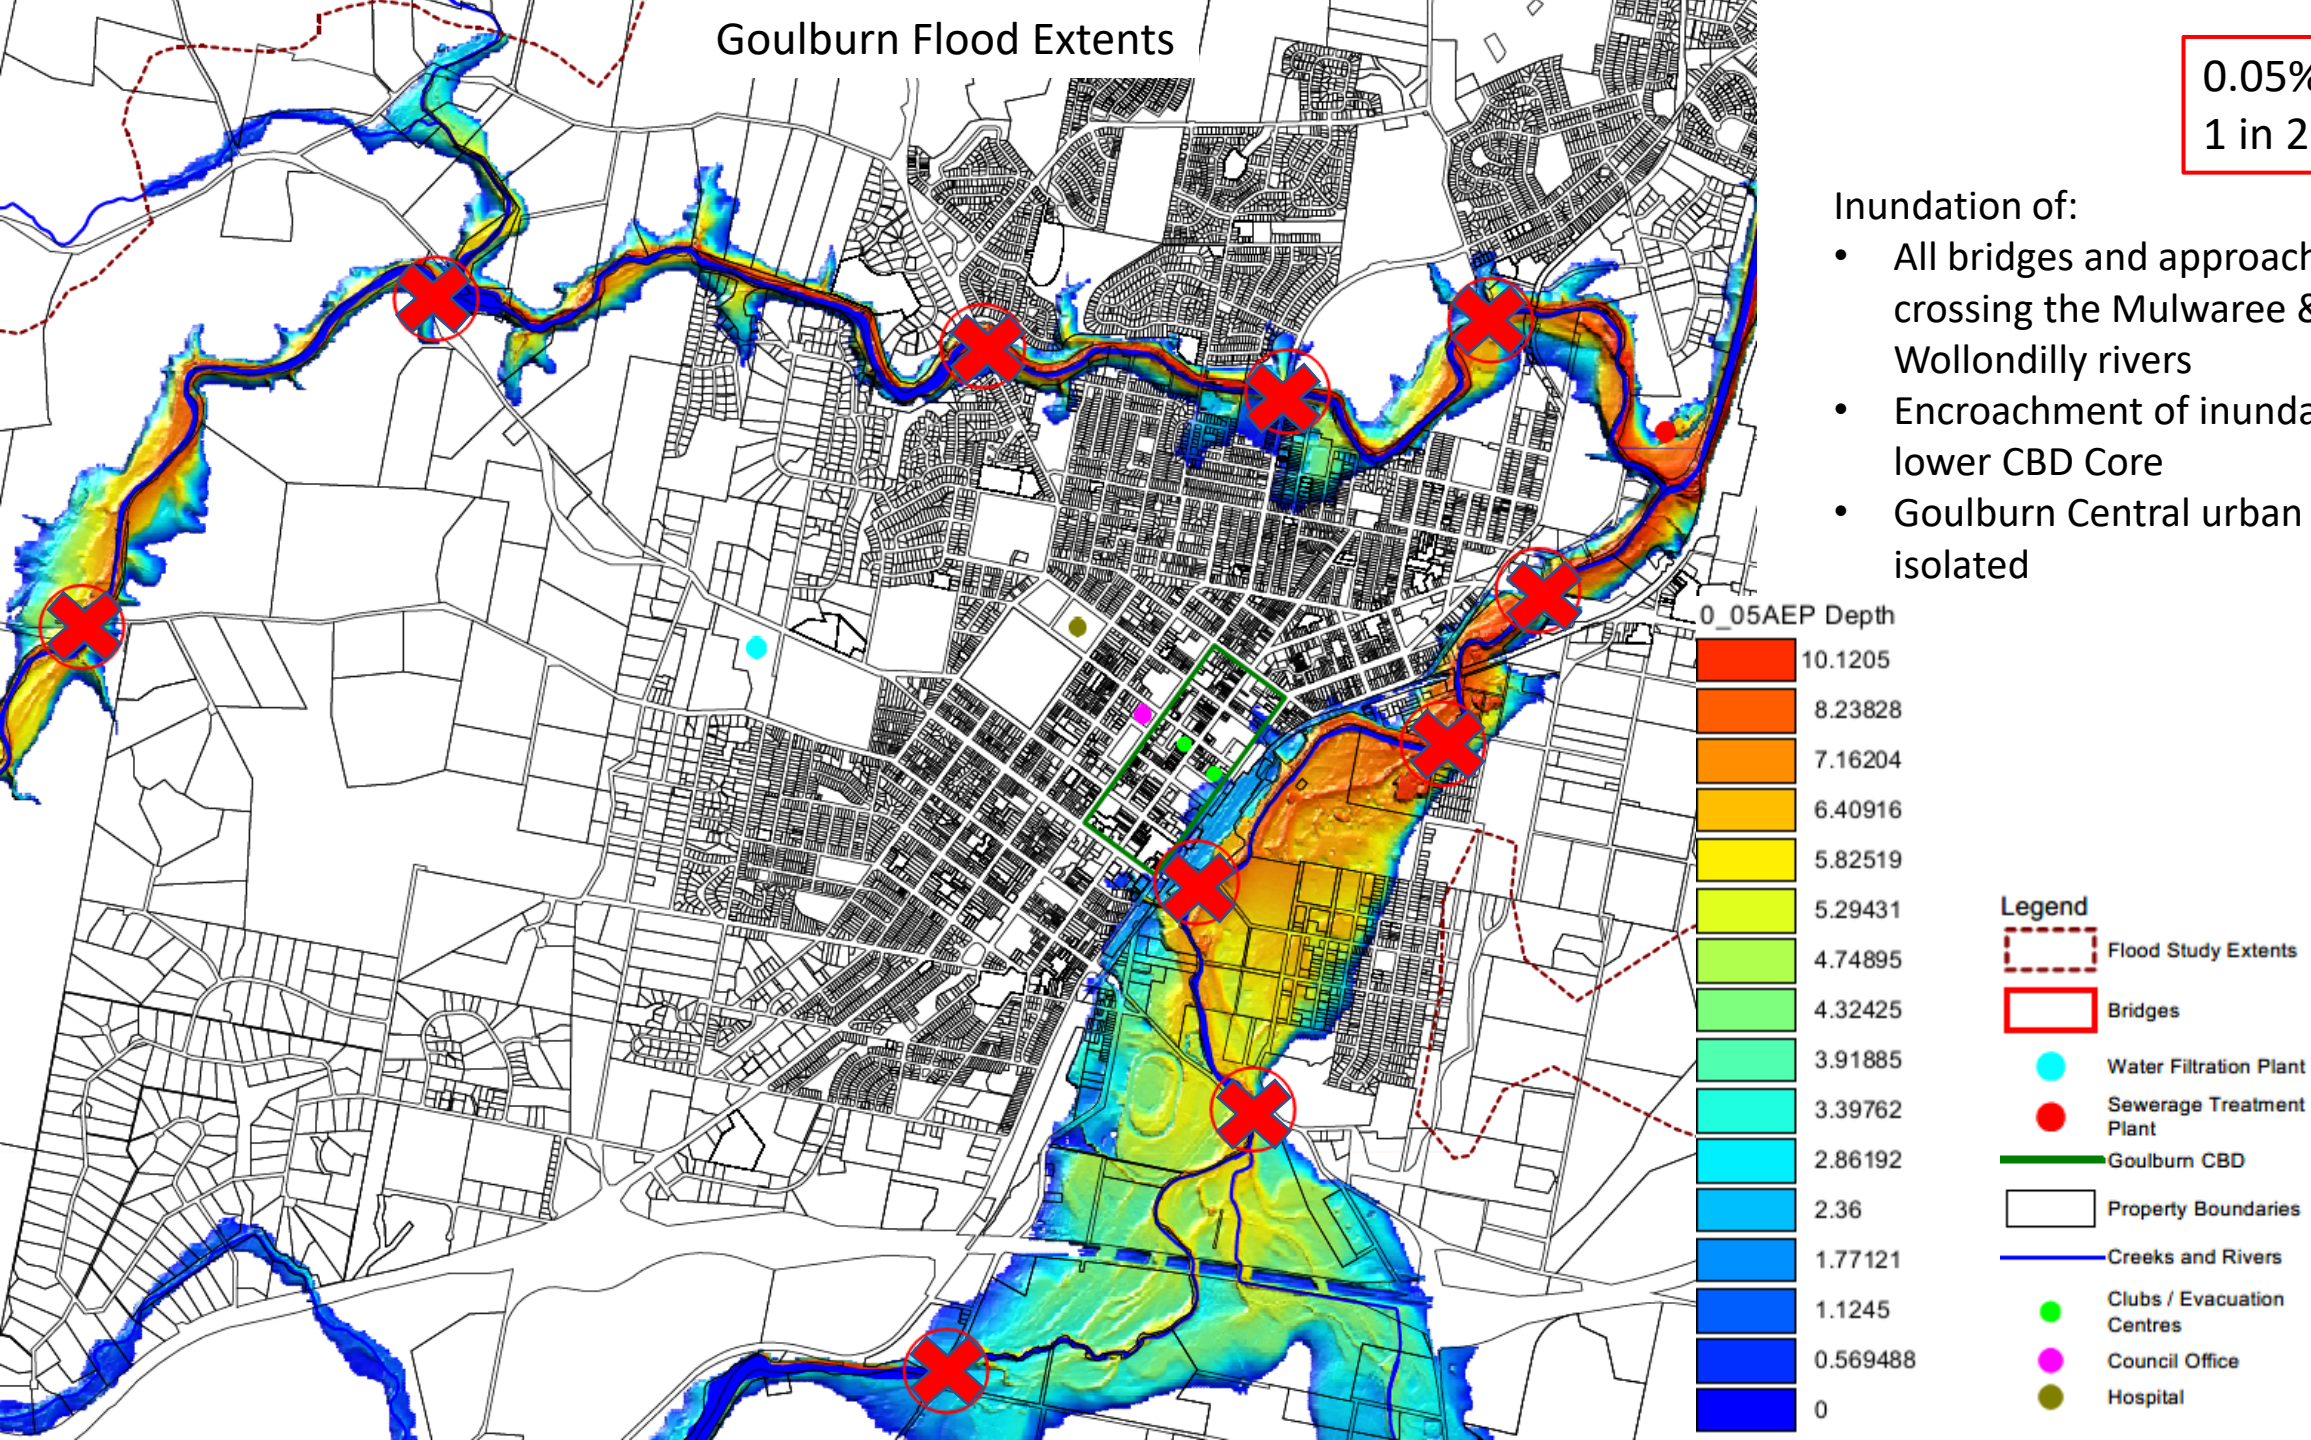 Goulburn Flood Extents
0.05%
1 in 2
Inundation of:
• All bridges and approach
crossing the Mulwaree &
Wollondilly rivers
• Encroachment of
lower CBD Core
• Goulburn Central urban
isolated
0_05AEP Depth
10.1205
8.23828
7.16204
6.40916
5.82519
5.29431
4.74895
4.32425
3.91885
3.39762
2.86192
2.36
1.77121
1.1245
0.569488
0
Legend
Flood Study Extents
Bridges
Water Filtration Plant
Sewerage Treatment
Plant
Goulburn CBD
Property Boundaries
Creeks and Rivers
Clubs / Evacuation
Centres
Council Office
Hospital